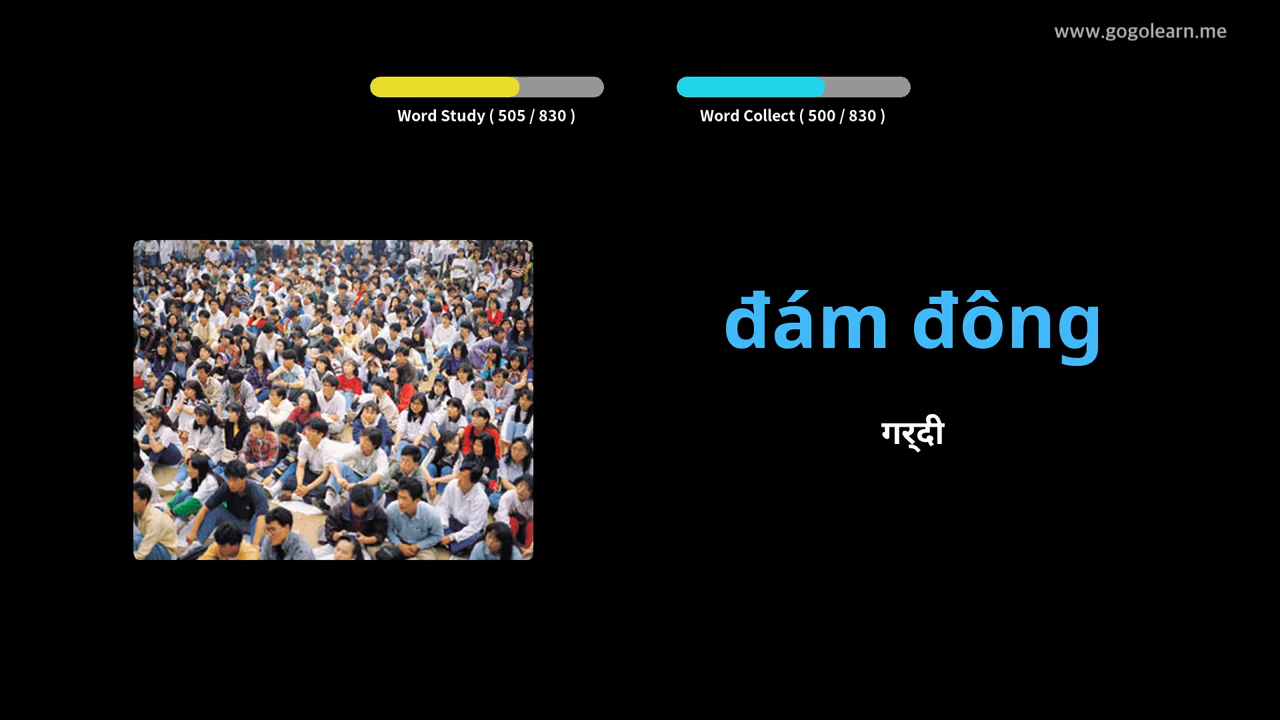 www.gogolearn.me
Word Study ( 505 / 830 )
Word Collect ( 500 / 830 )
đám đông
गर्‍दी